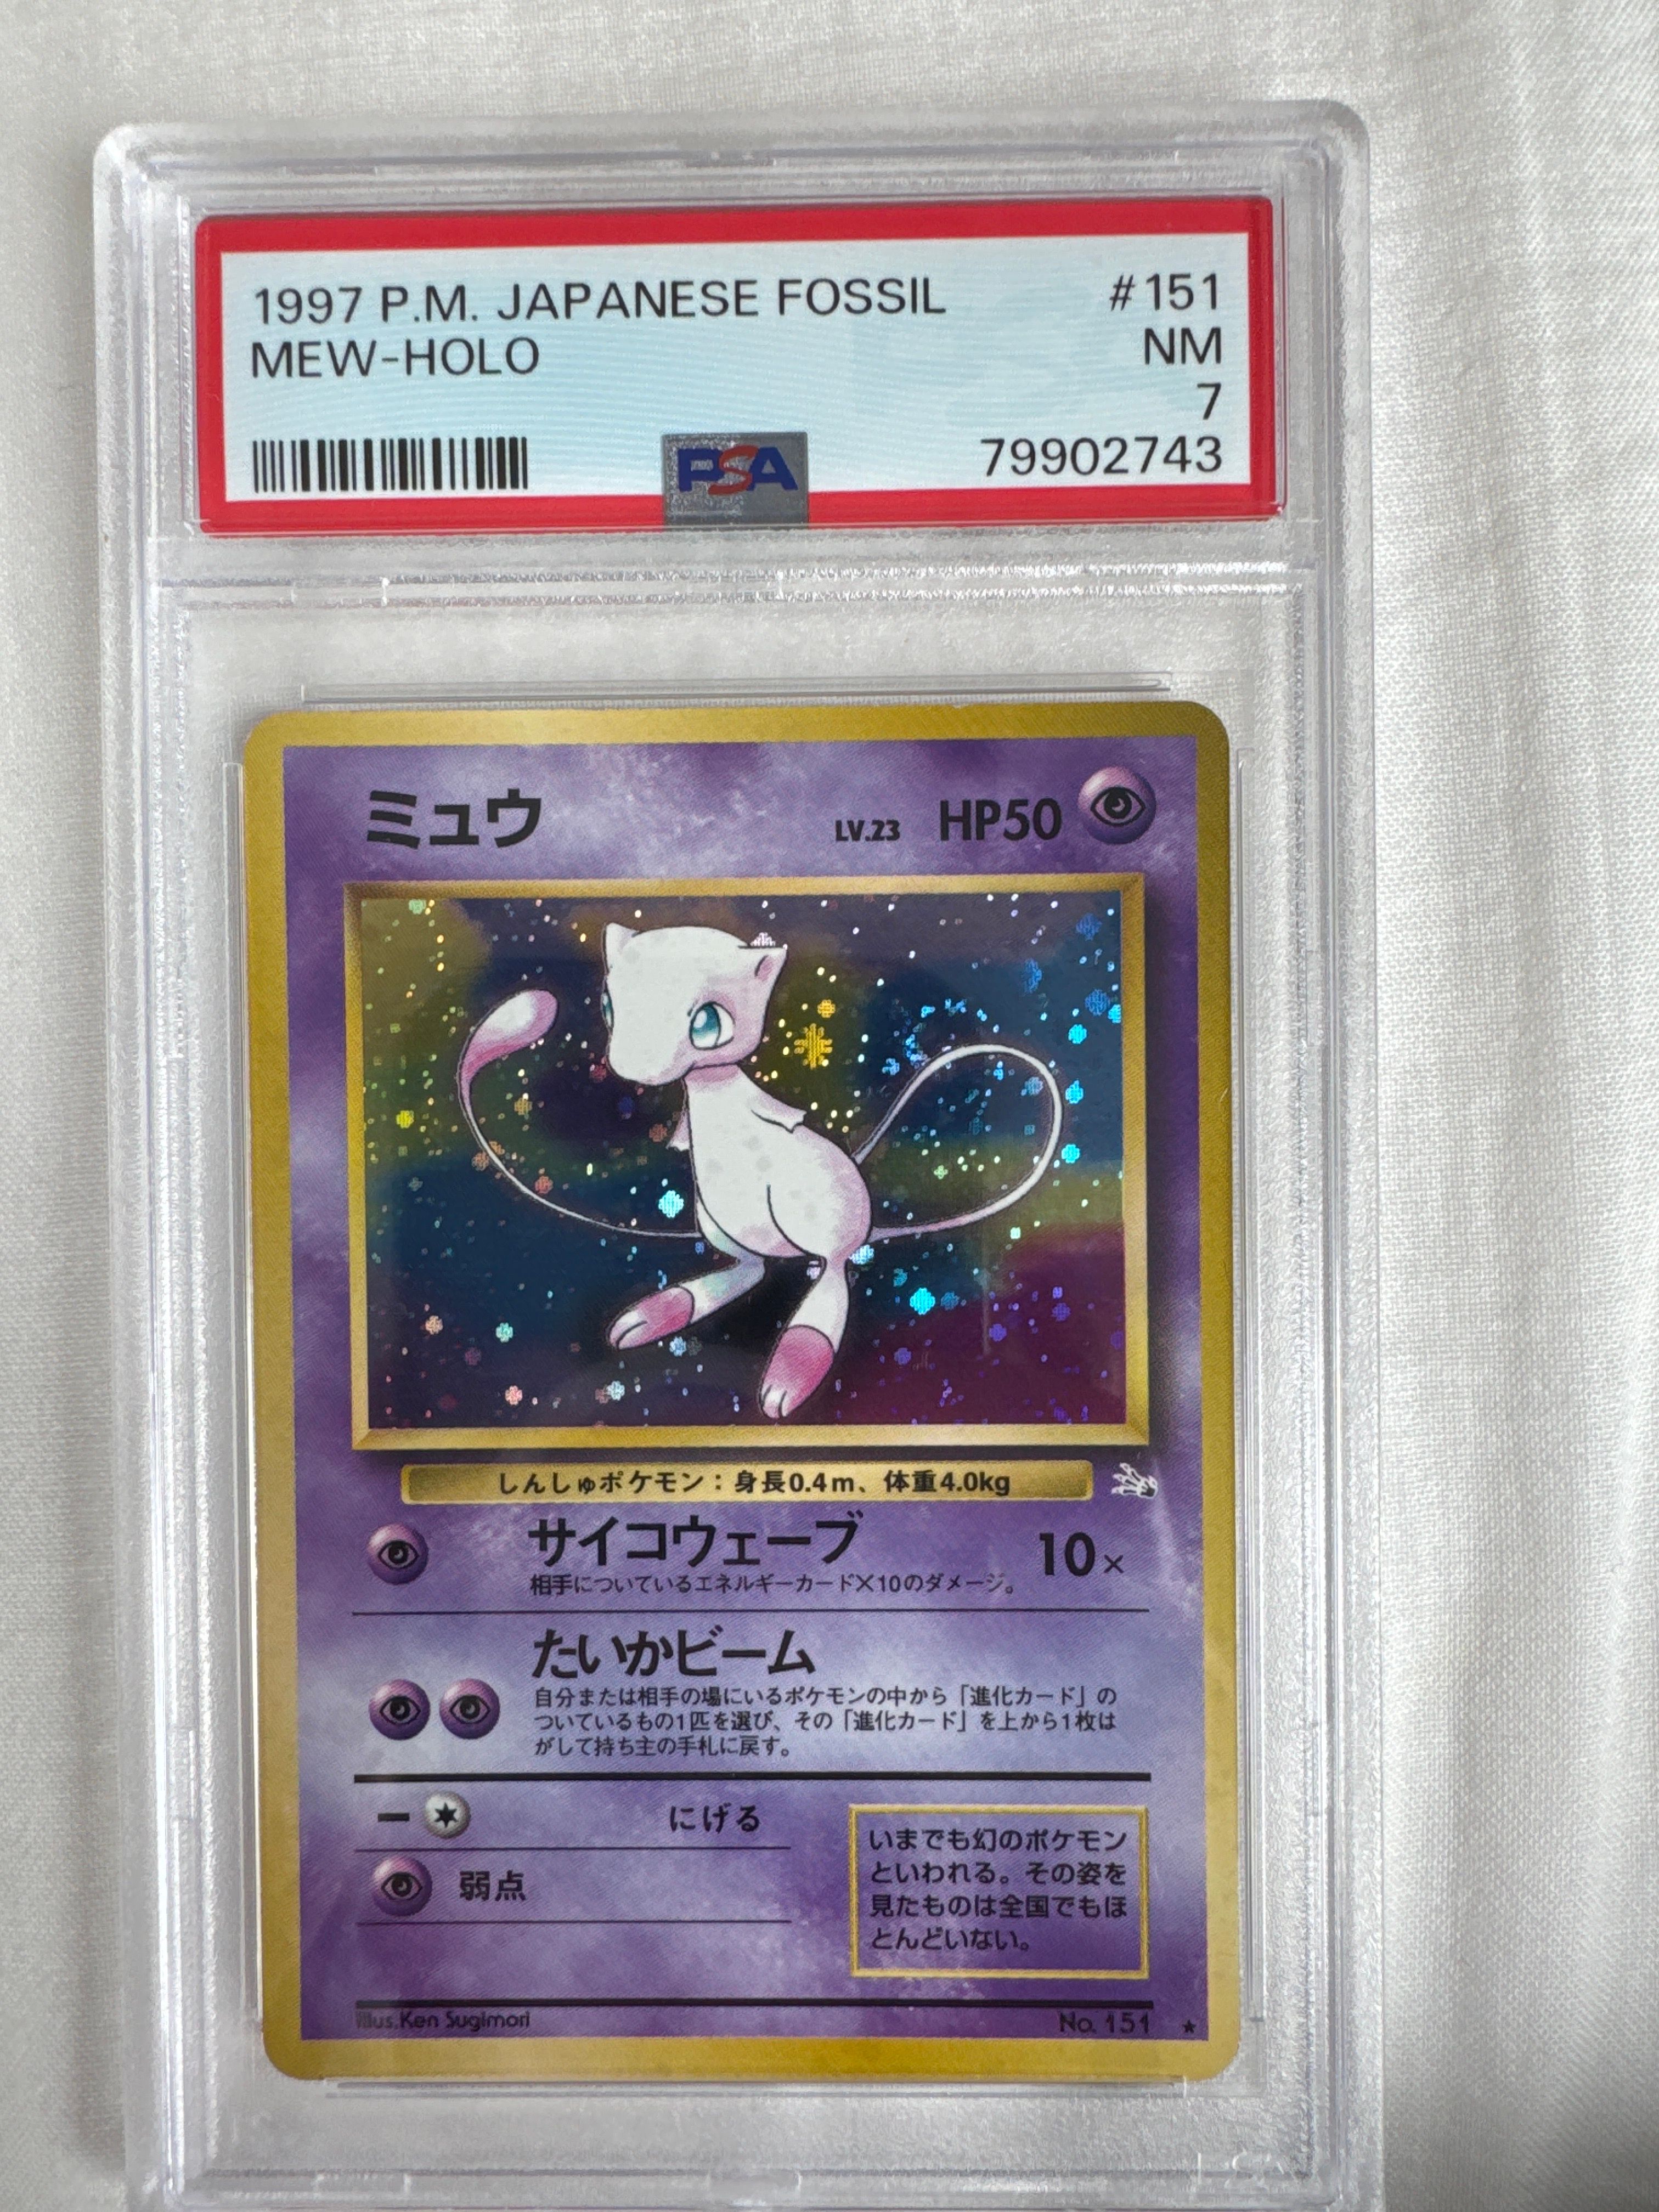 1997 P.M. JAPANESE FOSSIL #151
MEW-HOLO NM
7
PSA 79902743
ミュウ LV.23 HP50
しんしゅポケモン：身長0.4m、体重4.0kg
サイコウェーブ 10×
相手についているエネルギーカード×10のダメージ。
たいかビーム
自分または相手の場にいるポケモンの中から「進化カード」の
ついているもの1匹を選び、その「進化カード」を上から1枚は
がして持ち主の手札に戻す。
ー にげる
弱点
いまでも幻のポケモン
といわれる。その姿を
見たものは全国でもほ
とんどいない。
Illus.Ken Sugimori No.151 ★